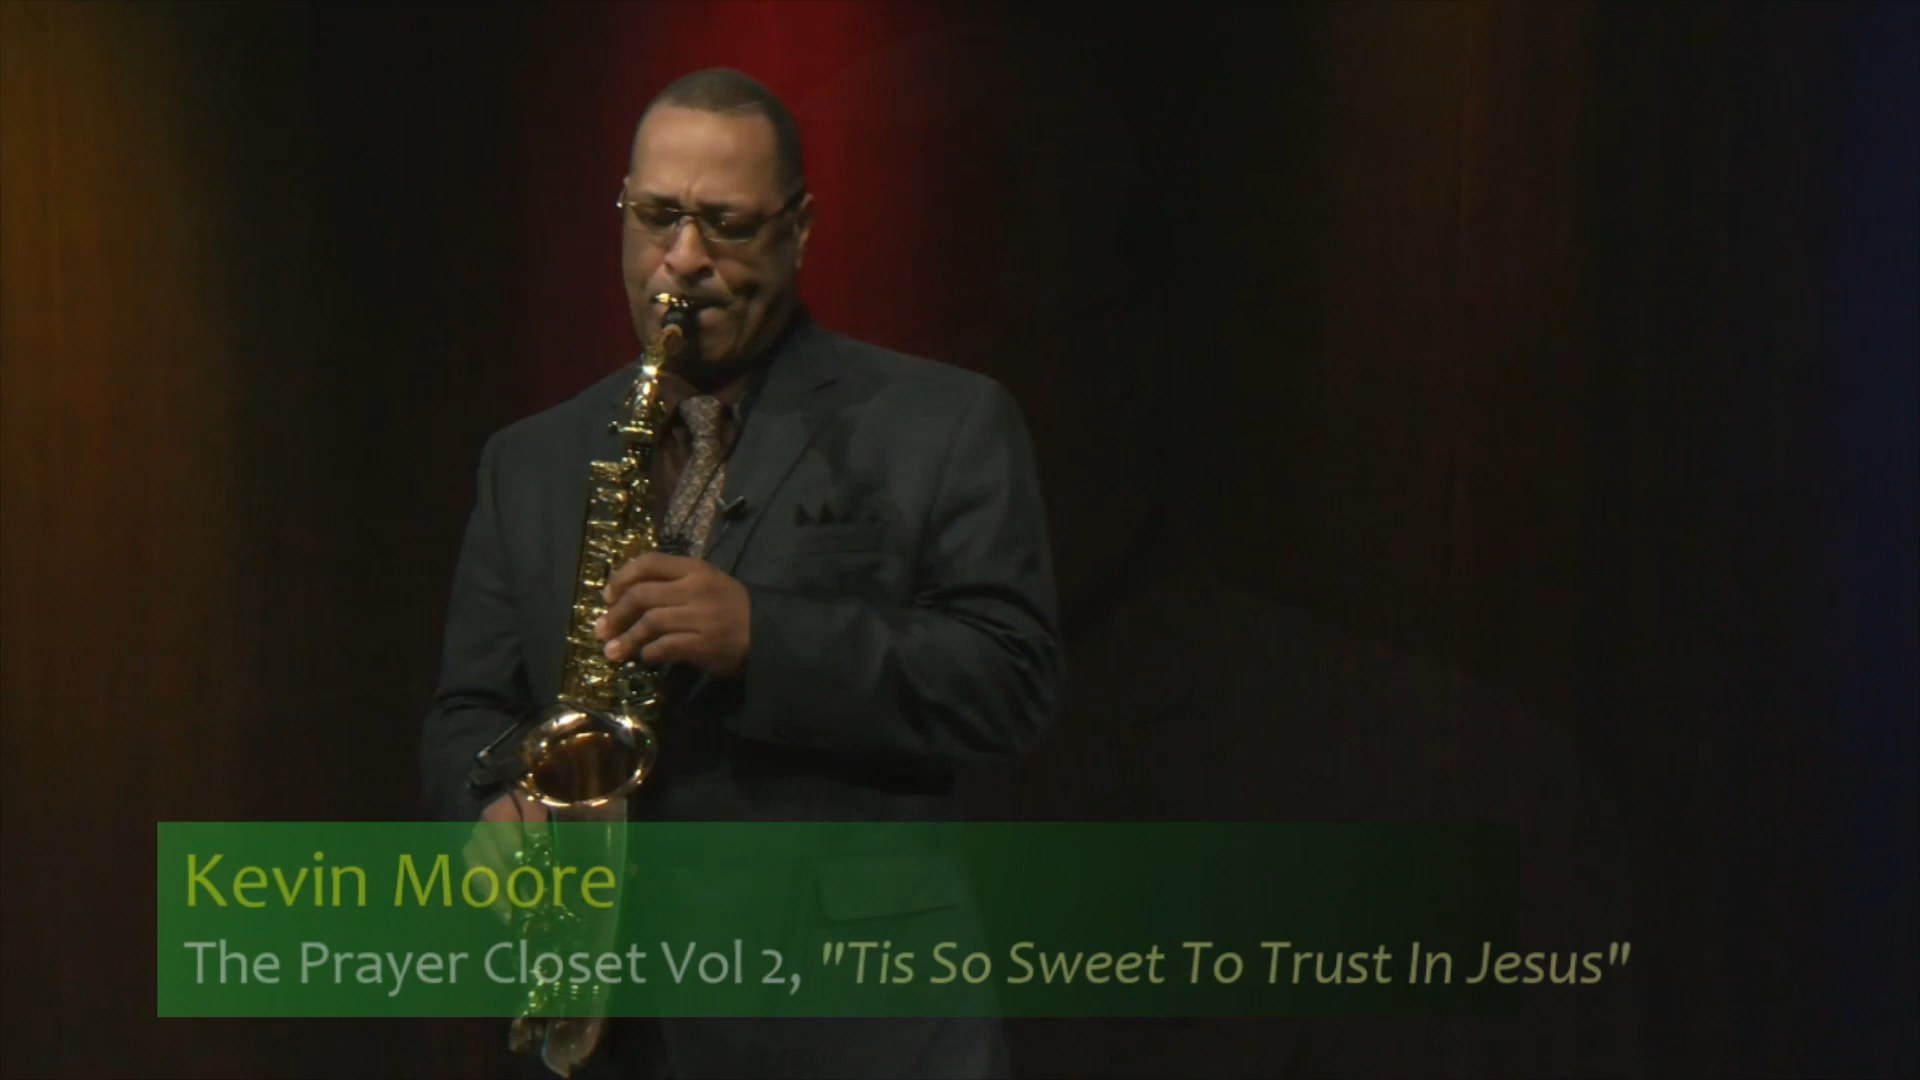 Kevin Moore
The Prayer Closet Vol 2, "Tis So Sweet To Trust In Jesus"